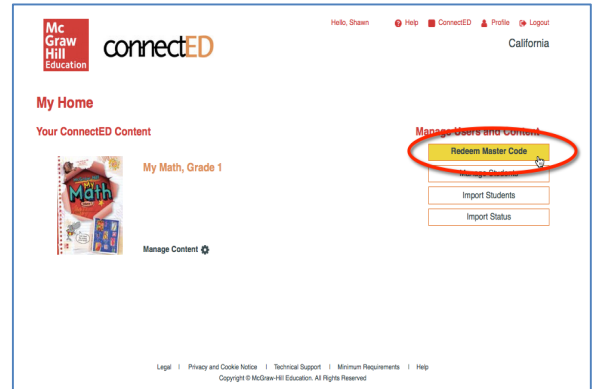 Mc
Graw
Hill
Education
connectED
Hello, Shawn Help ConnectED Profile Logout
California
My Home
Your ConnectED Content
Manage Users and Content
My Math, Grade 1
My
Math
Manage Content
Redeem Master Code
Manage Students
Import Students
Import Status
Legal | Privacy and Cookie Notice | Technical Support | Minimum Requirements | Help
Copyright © McGraw-Hill Education. All Rights Reserved